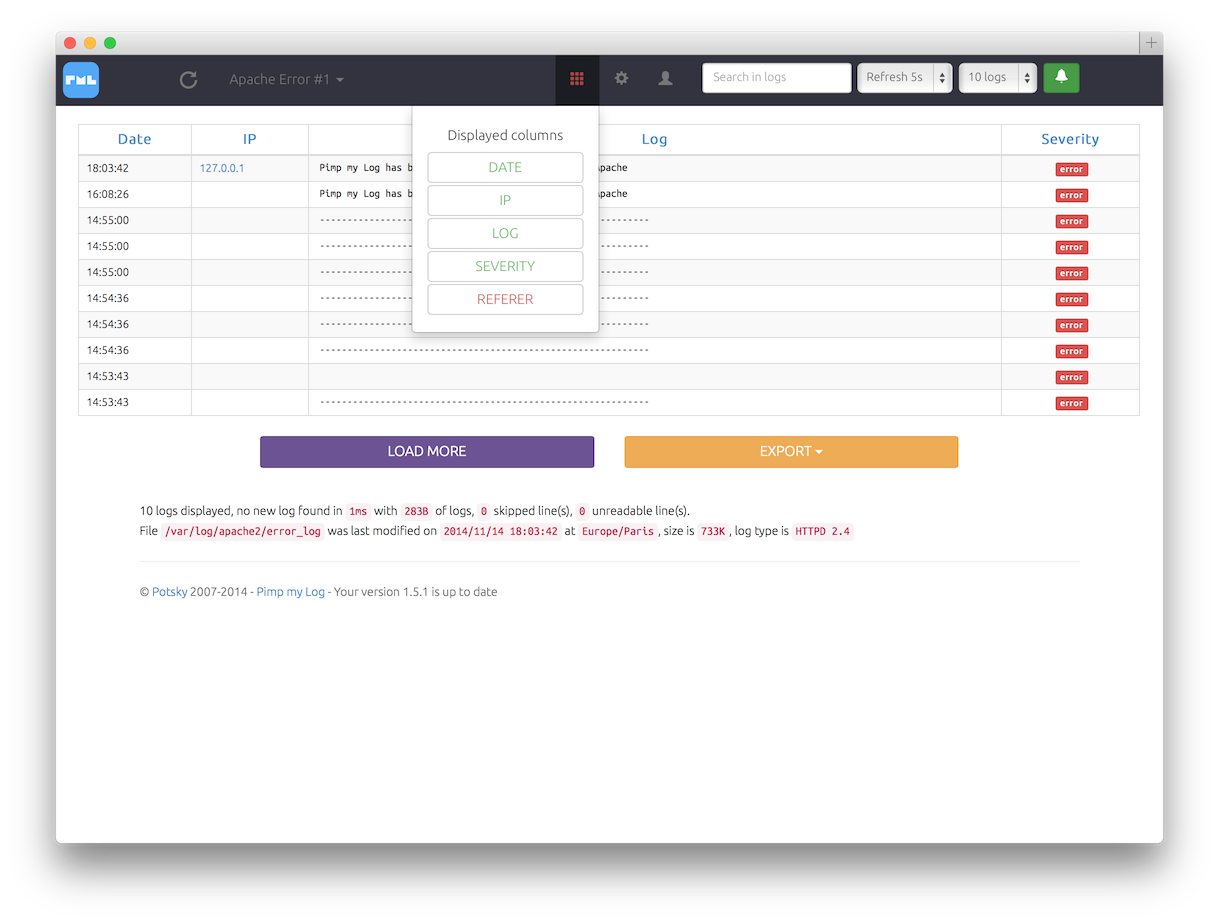 PML Apache Error #1 Search in logs Refresh 5s 10 logs
Displayed columns
DATE
IP
LOG
SEVERITY
REFERER
Date IP Log Severity
18:03:42 127.0.0.1 Pimp my Log has pache error
16:08:26 Pimp my Log has pache error
14:55:00 error
14:55:00 error
14:55:00 error
14:54:36 error
14:54:36 error
14:54:36 ------------------------------------------------------------ error
14:53:43 error
14:53:43 ------------------------------------------------------------ error
LOAD MORE EXPORT
10 logs displayed, no new log found in 1ms with 283B of logs, 0 skipped line(s), 0 unreadable line(s).
File /var/log/apache2/error_log was last modified on 2014/11/14 18:03:42 at Europe/Paris , size is 733K , log type is HTTPD 2.4
© Potsky 2007-2014 - Pimp my Log - Your version 1.5.1 is up to date